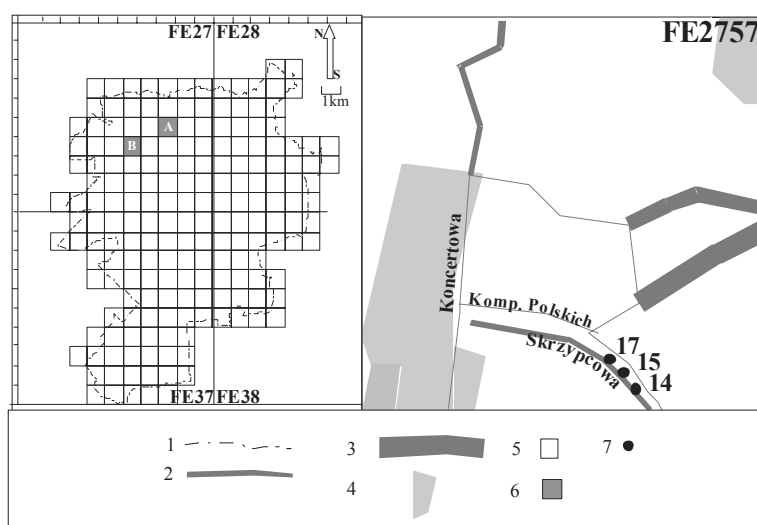 FE27 FE28
N
S
1km
A
B
FE37 FE38
FE2757
Koncertowa
Komp. Polskich
Skrzypcowa
17
15
14
1
2
3
4
5
6
7